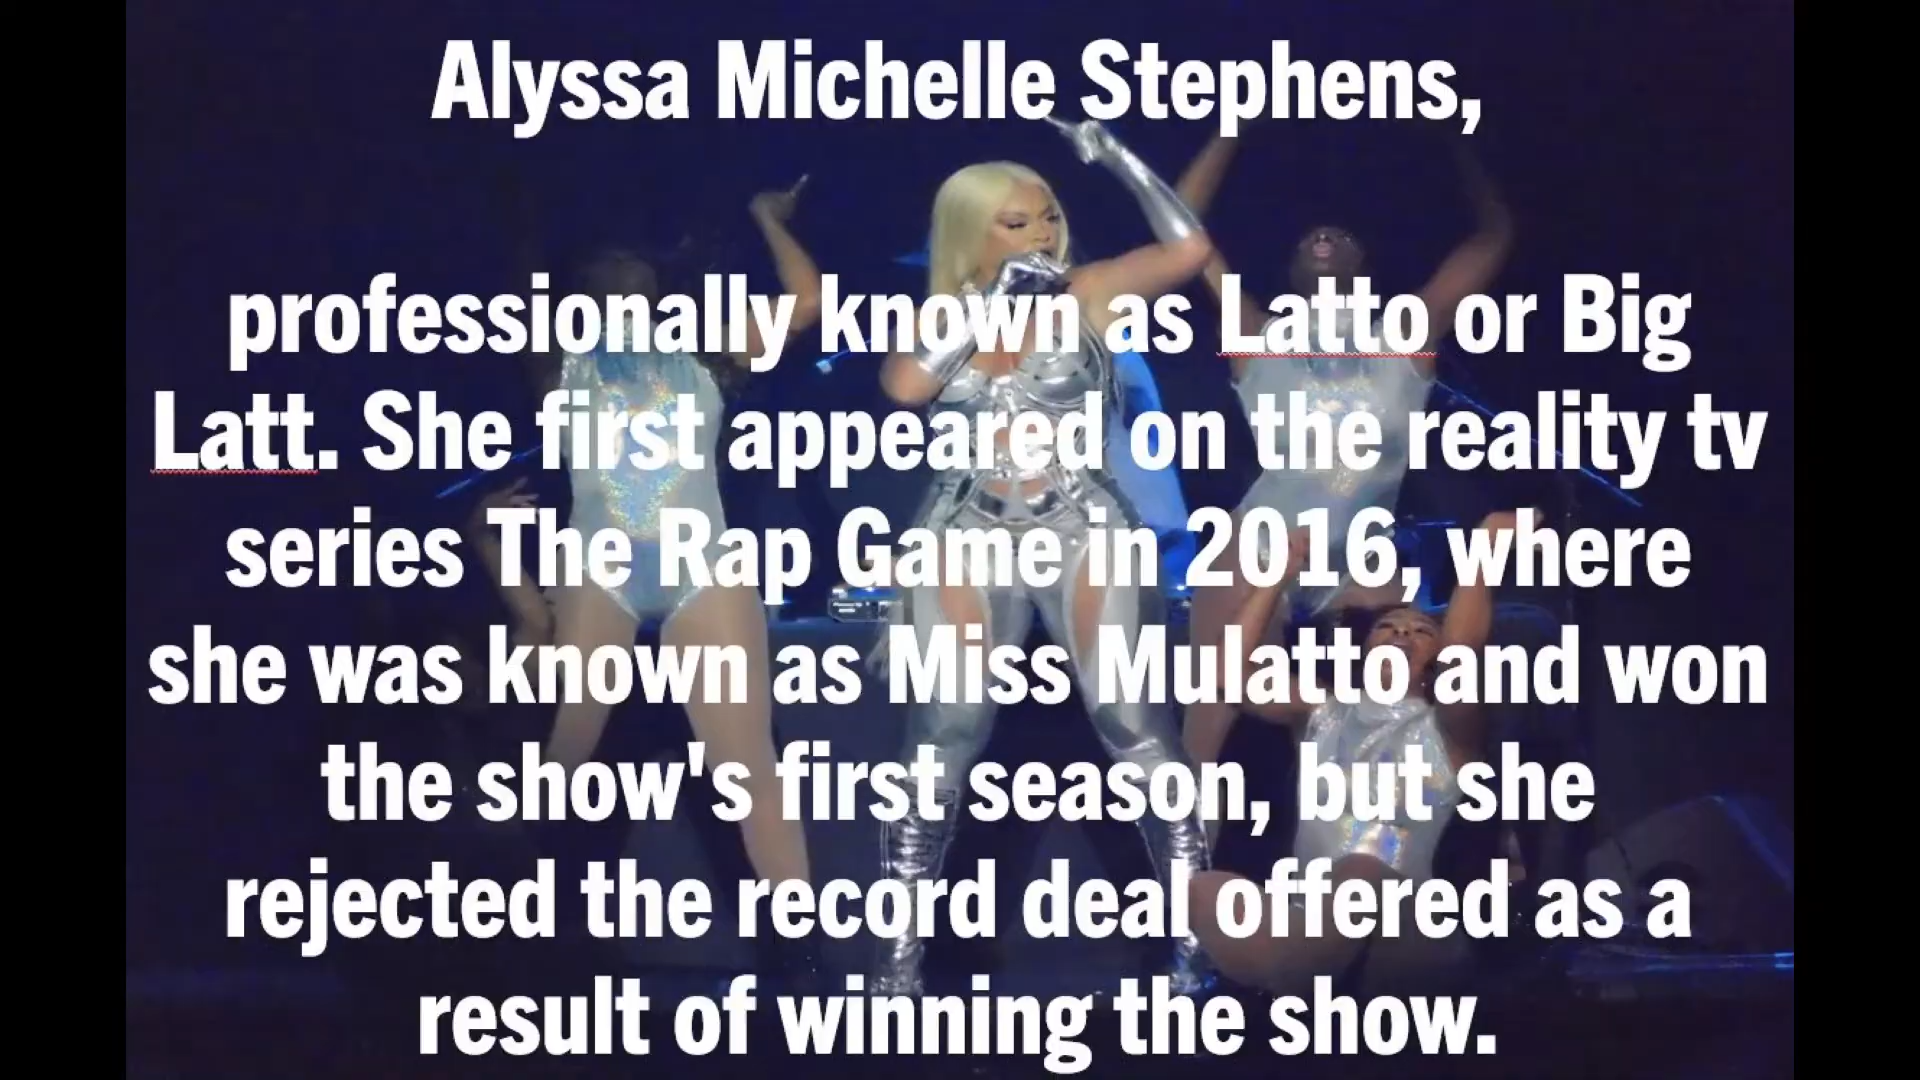 Alyssa Michelle Stephens,
professionally known as Latto or Big
Latt. She first appeared on the reality tv
series The Rap Game in 2016, where
she was known as Miss Mulatto and won
the show's first season, but she
rejected the record deal offered as a
result of winning the show.